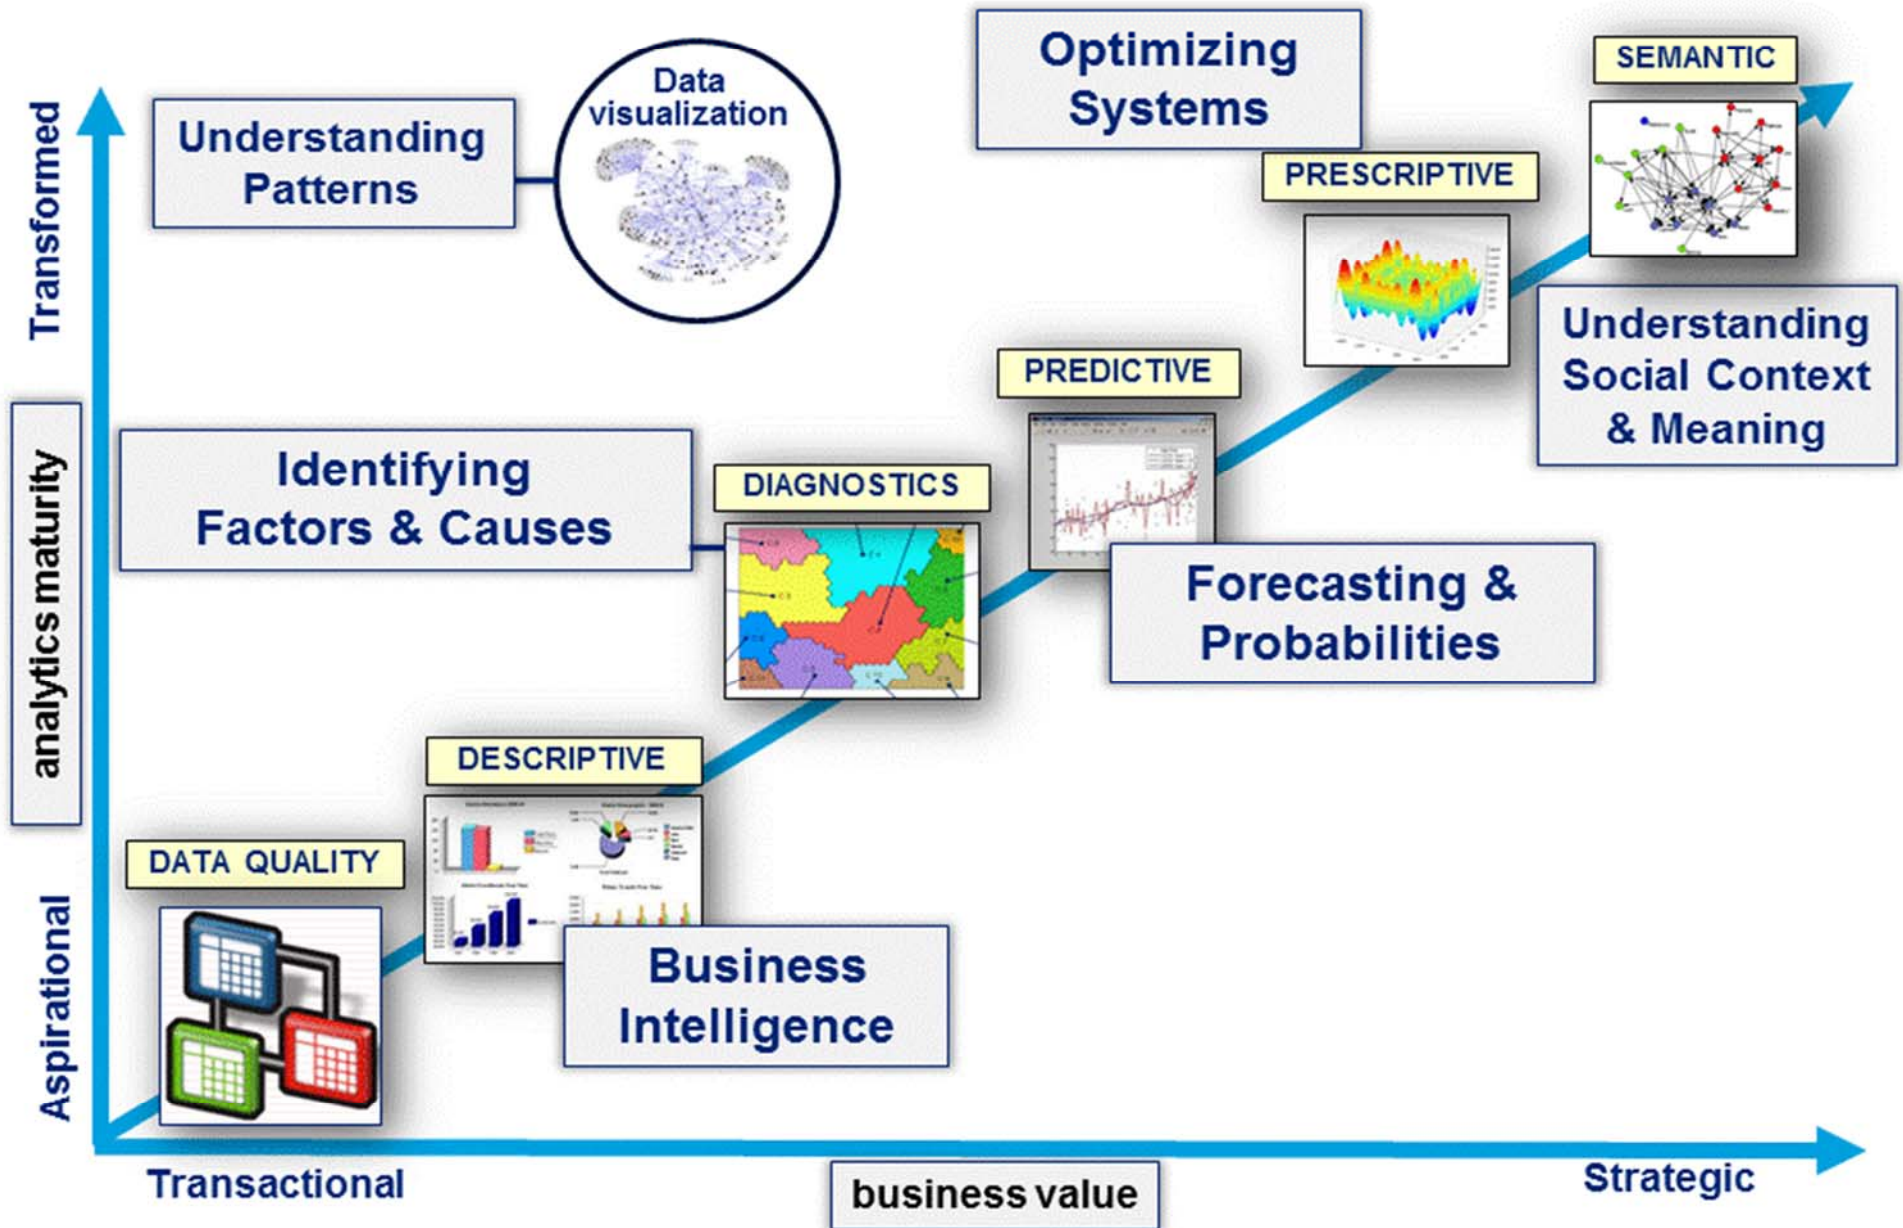 Transformed
analytics maturity
Aspirational
Understanding
Patterns
Data
visualization
Optimizing
Systems
SEMANTIC
PRESCRIPTIVE
Understanding
Social Context
& Meaning
PREDICTIVE
Identifying
Factors & Causes
DIAGNOSTICS
Forecasting &
Probabilities
DESCRIPTIVE
DATA QUALITY
Business
Intelligence
Transactional
business value
Strategic